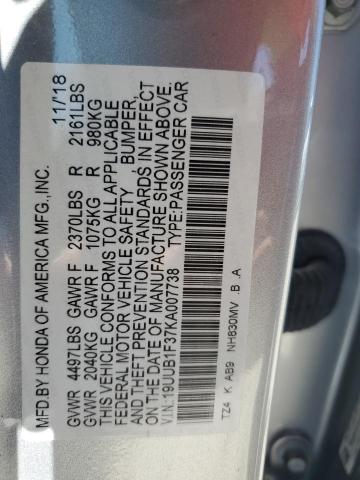 MFD BY HONDA OF AMERICA MFG., INC. 11/18
GVWR 4497LBS GAWR F 2370LBS R 2161LBS
GVWR 2040KG GAWR F 1075KG R 980KG
THIS VEHICLE CONFORMS TO ALL APPLICABLE
FEDERAL MOTOR VEHICLE SAFETY BUMPER,
AND THEFT PREVENTION STANDARDS IN EFFECT
ON THE DATE OF MANUFACTURE SHOWN ABOVE.
V.I.N.:19UUB1F37KA007738 TYPE:PASSENGER CAR
TZ4 K AB9 NH830MV .B .A